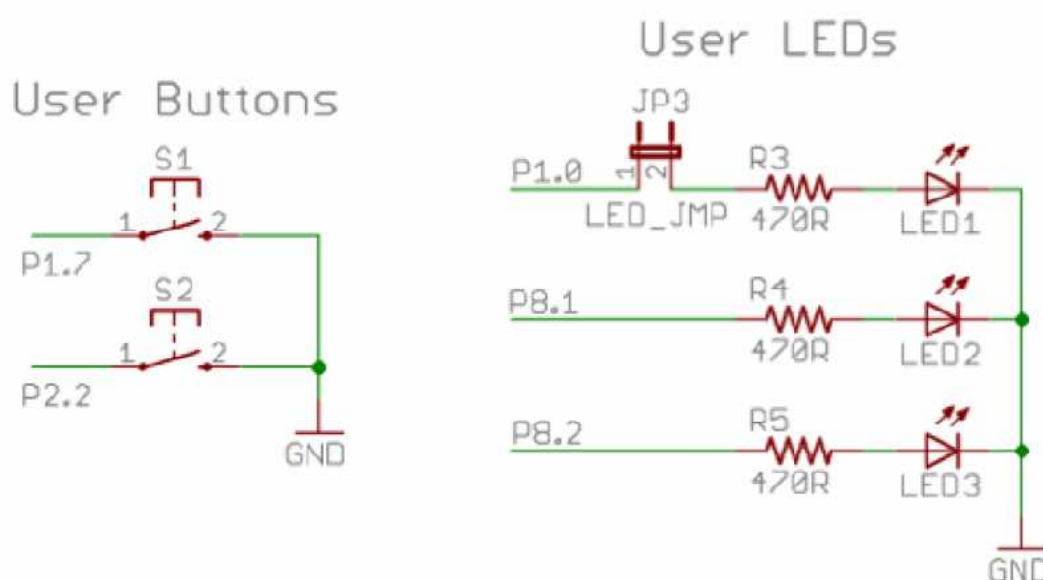 User Buttons
S1
1 2
P1.7
S2
1 2
P2.2
GND
User LEDs
JP3
P1.0
1
2
LED_JMP
R3
470R
LED1
P8.1
R4
470R
LED2
P8.2
R5
470R
LED3
GND